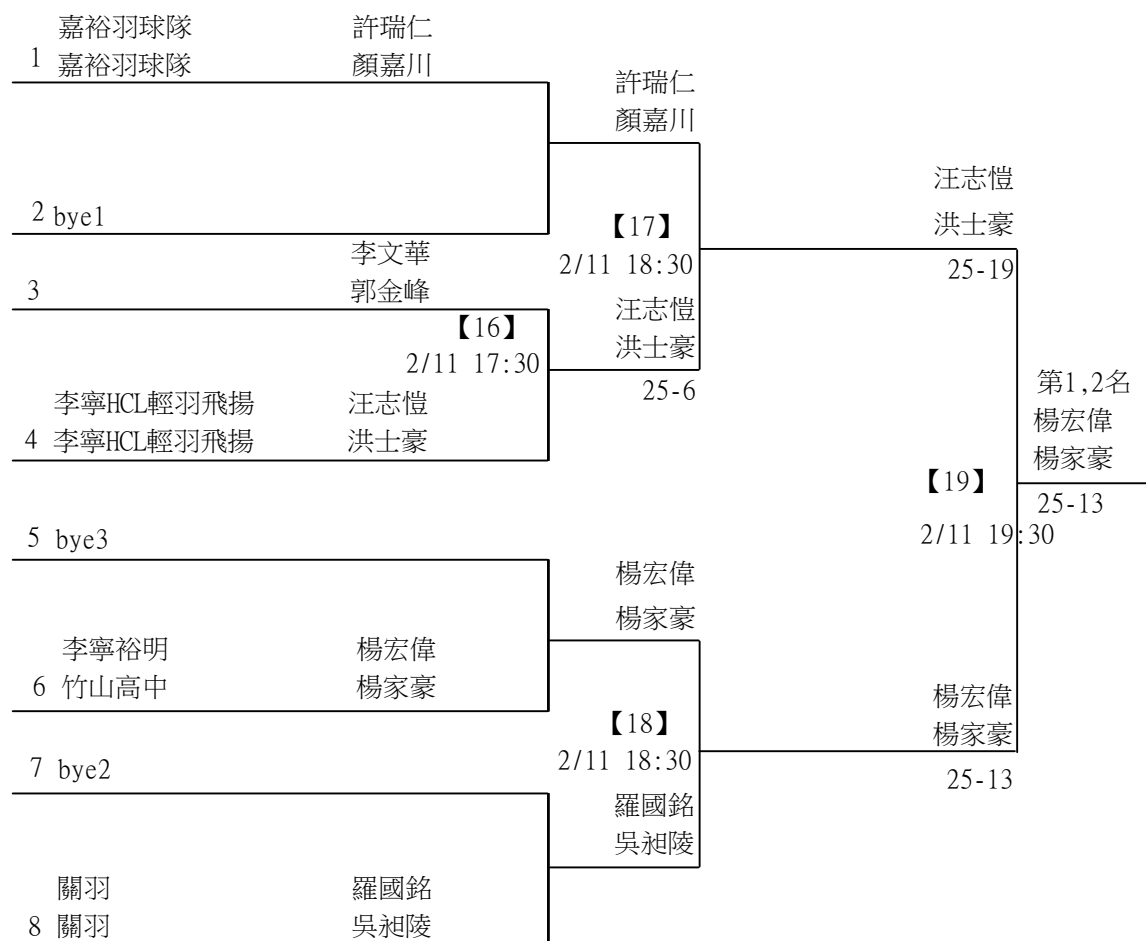 嘉裕羽球隊 許瑞仁
1 嘉裕羽球隊 顏嘉川
許瑞仁
顏嘉川
2 bye1
【17】
2/11 18:30
汪志愷
洪士豪
25-19
李文華
3 郭金峰
【16】
2/11 17:30
汪志愷
洪士豪
25-6
李寧HCL輕羽飛揚 汪志愷
4 李寧HCL輕羽飛揚 洪士豪
第1,2名
楊宏偉
楊家豪
25-13
【19】
2/11 19:30
5 bye3
楊宏偉
楊家豪
李寧裕明 楊宏偉
6 竹山高中 楊家豪
【18】
2/11 18:30
楊宏偉
楊家豪
25-13
7 bye2
羅國銘
吳昶陵
關羽 羅國銘
8 關羽 吳昶陵